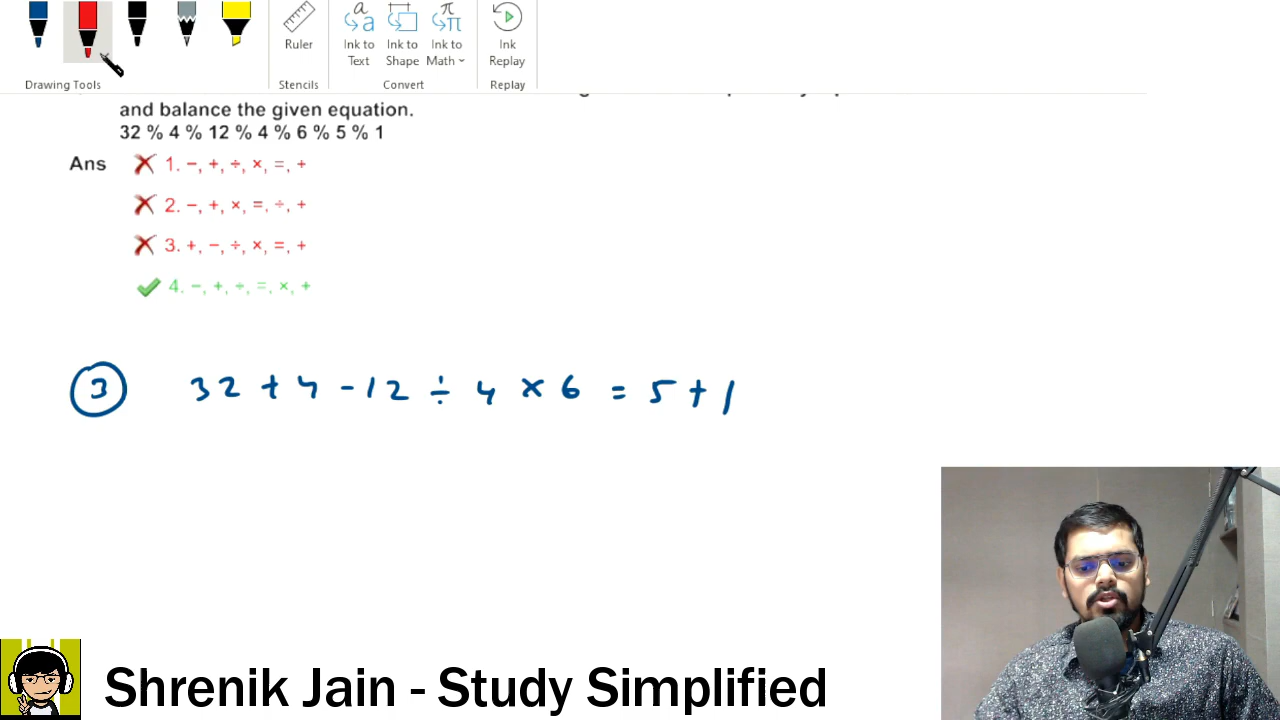 a
→a
π
→π
Ruler
Ink to Text
Ink to Shape
Ink to Math
Ink Replay
Drawing Tools
Stencils
Convert
Replay
and balance the given equation.
32 % 4 % 12 % 4 % 6 % 5 % 1
Ans
1. −, +, ÷, ×, =, +
2. −, +, ×, =, ÷, +
3. +, −, ÷, ×, =, +
4. −, +, ÷, =, ×, +
3 32 + 4 - 12 ÷ 4 × 6 = 5 + 1
Shrenik Jain - Study Simplified